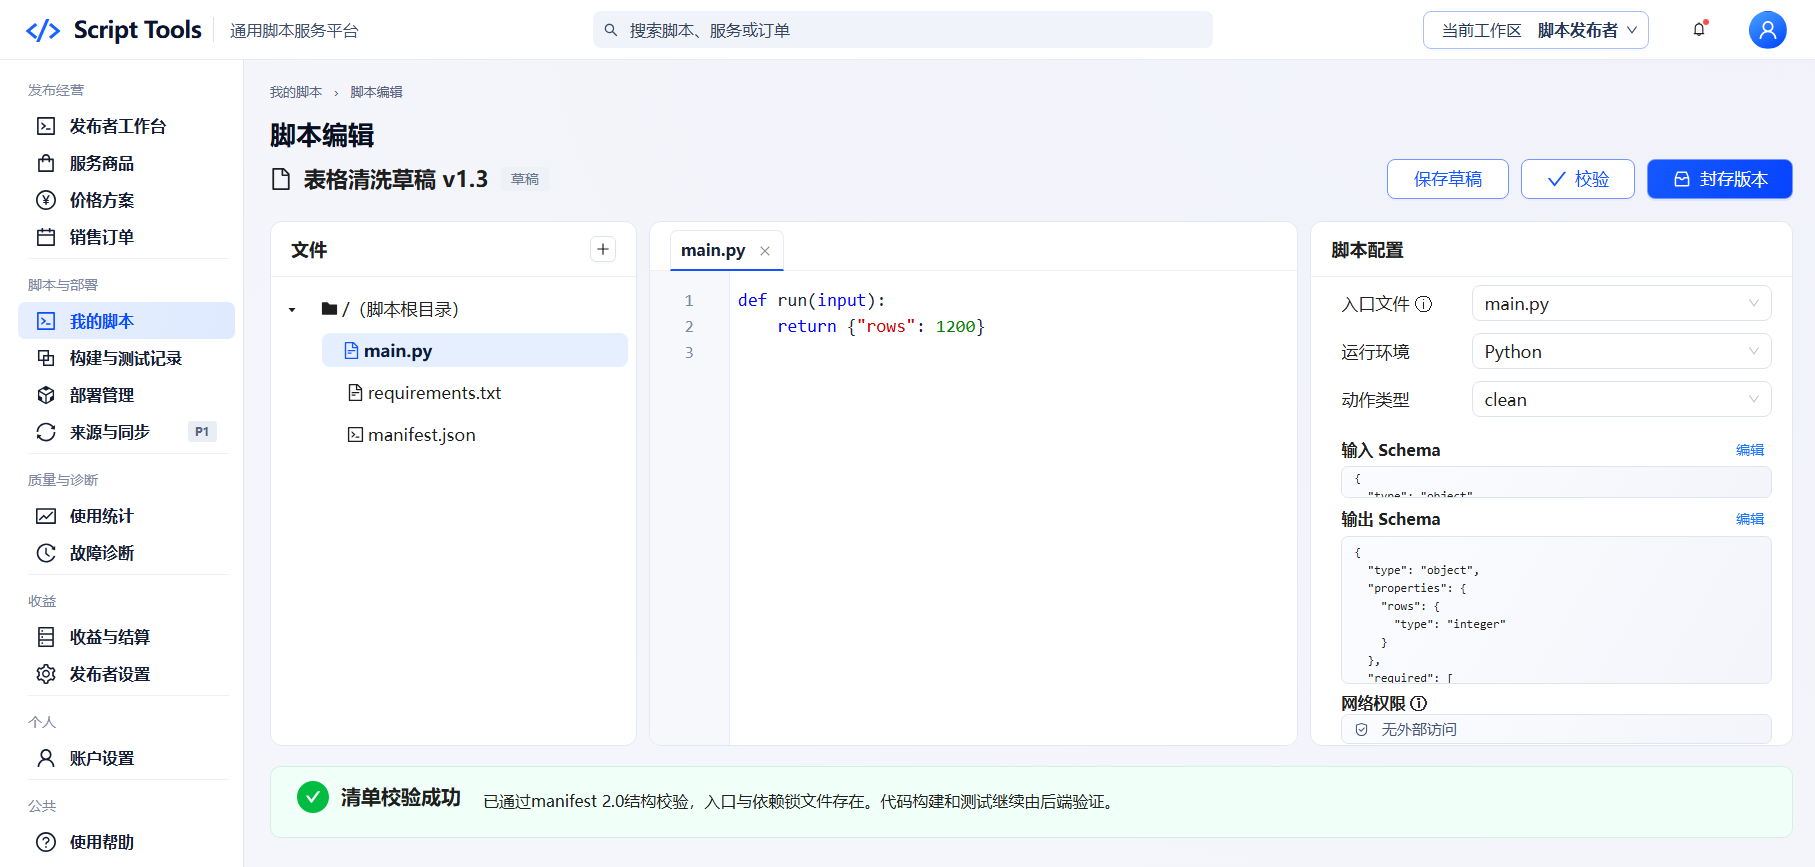 Script Tools
通用脚本服务平台
搜索脚本、服务或订单
当前工作区 脚本发布者
发布经营
发布者工作台
服务商品
价格方案
销售订单
脚本与部署
我的脚本
构建与测试记录
部署管理
来源与同步 P1
质量与诊断
使用统计
故障诊断
收益
收益与结算
发布者设置
个人
账户设置
公共
使用帮助
我的脚本 › 脚本编辑
脚本编辑
表格清洗草稿 v1.3 草稿
保存草稿
校验
封存版本
文件
/（脚本根目录）
main.py
requirements.txt
manifest.json
main.py
1 def run(input):
2 return {"rows": 1200}
3
脚本配置
入口文件 main.py
运行环境 Python
动作类型 clean
输入 Schema 编辑
{
"type": "object"
输出 Schema 编辑
{
"type": "object",
"properties": {
"rows": {
"type": "integer"
}
},
"required": [
网络权限
无外部访问
清单校验成功 已通过manifest 2.0结构校验，入口与依赖锁文件存在。代码构建和测试继续由后端验证。